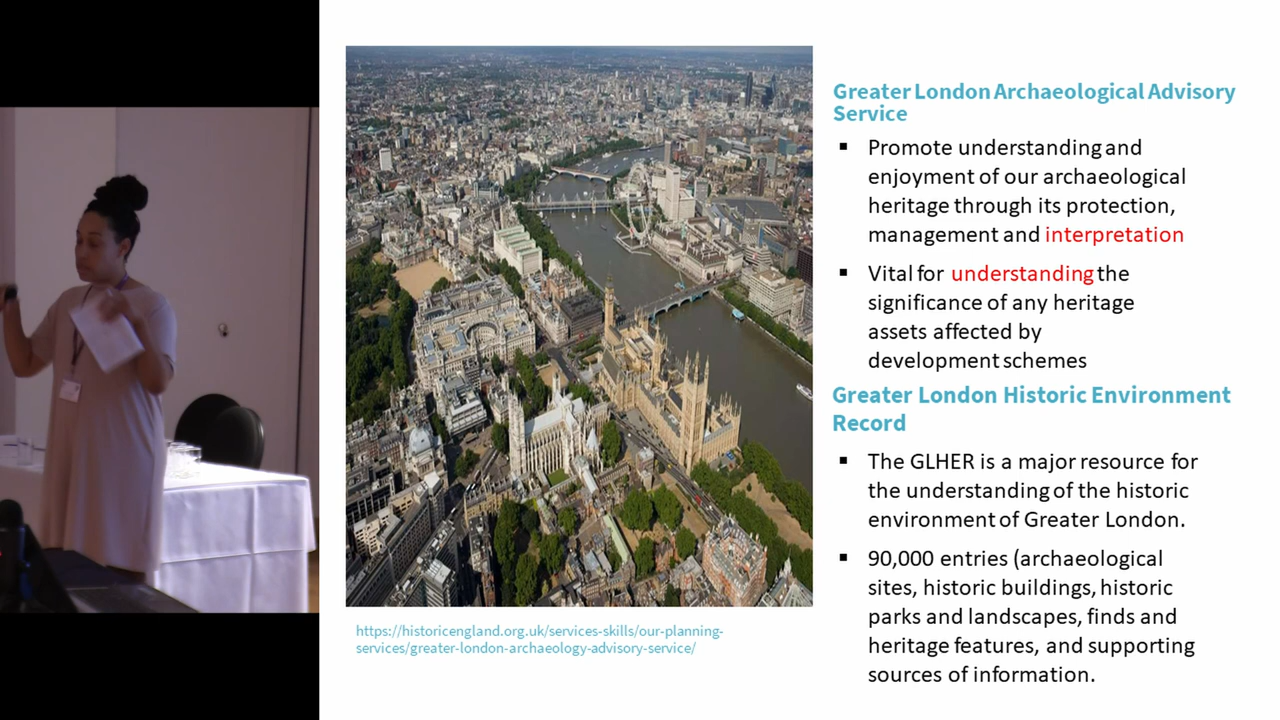 Greater London Archaeological Advisory
Service
▪ Promote understanding and
enjoyment of our archaeological
heritage through its protection,
management and interpretation
▪ Vital for understanding the
significance of any heritage
assets affected by
development schemes
Greater London Historic Environment
Record
▪ The GLHER is a major resource for
the understanding of the historic
environment of Greater London.
▪ 90,000 entries (archaeological
sites, historic buildings, historic
parks and landscapes, finds and
heritage features, and supporting
sources of information.
https://historicengland.org.uk/services-skills/our-planning-
services/greater-london-archaeology-advisory-service/